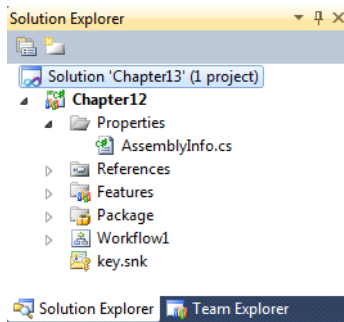 Solution Explorer
Solution 'Chapter13' (1 project)
Chapter12
Properties
AssemblyInfo.cs
References
Features
Package
Workflow1
key.snk
Solution Explorer Team Explorer